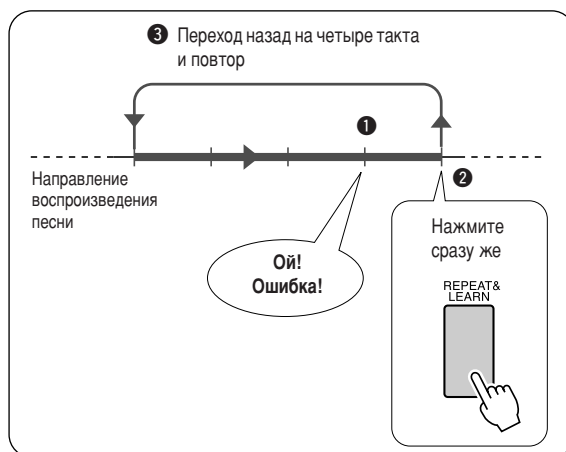 ❸ Переход назад на четыре такта
и повтор
❶
Направление
воспроизведения
песни
❷
Ой!
Ошибка!
Нажмите
сразу же
REPEAT&
LEARN